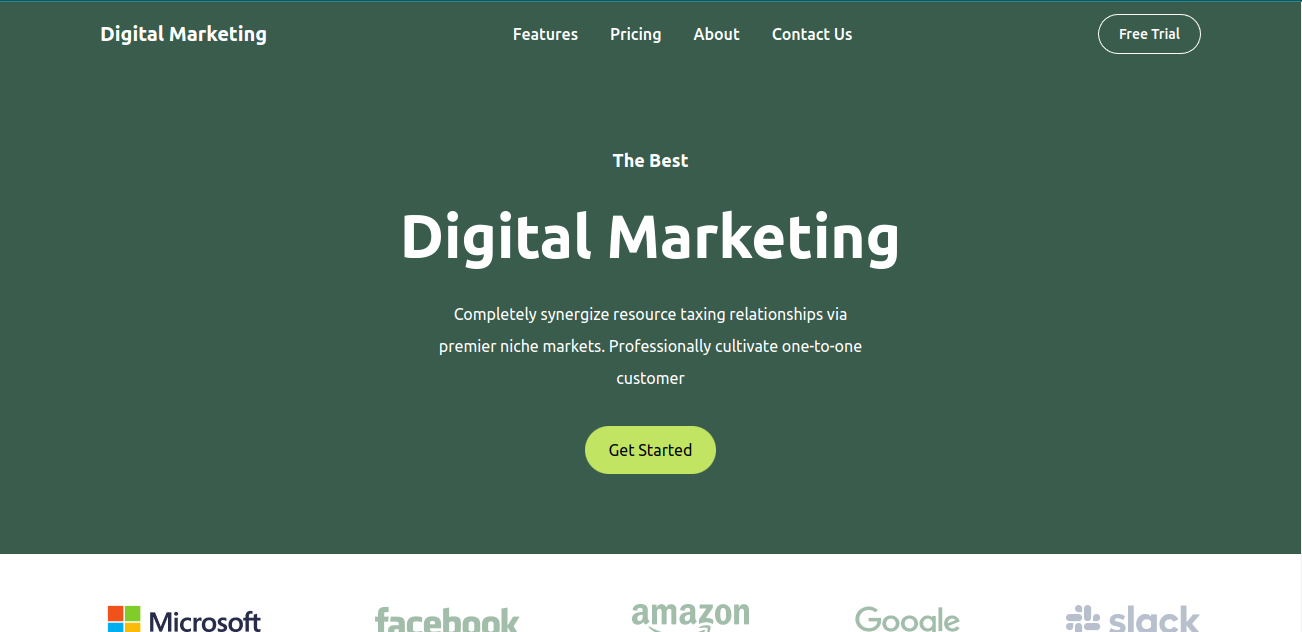 Digital Marketing
Features
Pricing
About
Contact Us
Free Trial
The Best
Digital Marketing
Completely synergize resource taxing relationships via
premier niche markets. Professionally cultivate one-to-one
customer
Get Started
Microsoft
facebook
amazon
Google
slack